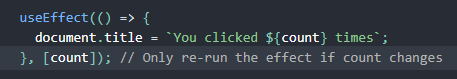 useEffect(() => {
  document.title = `You clicked ${count} times`;
}, [count]); // Only re-run the effect if count changes